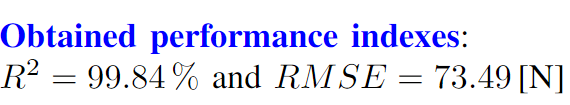 Obtained performance indexes:
R² = 99.84 % and RMSE = 73.49 [N]